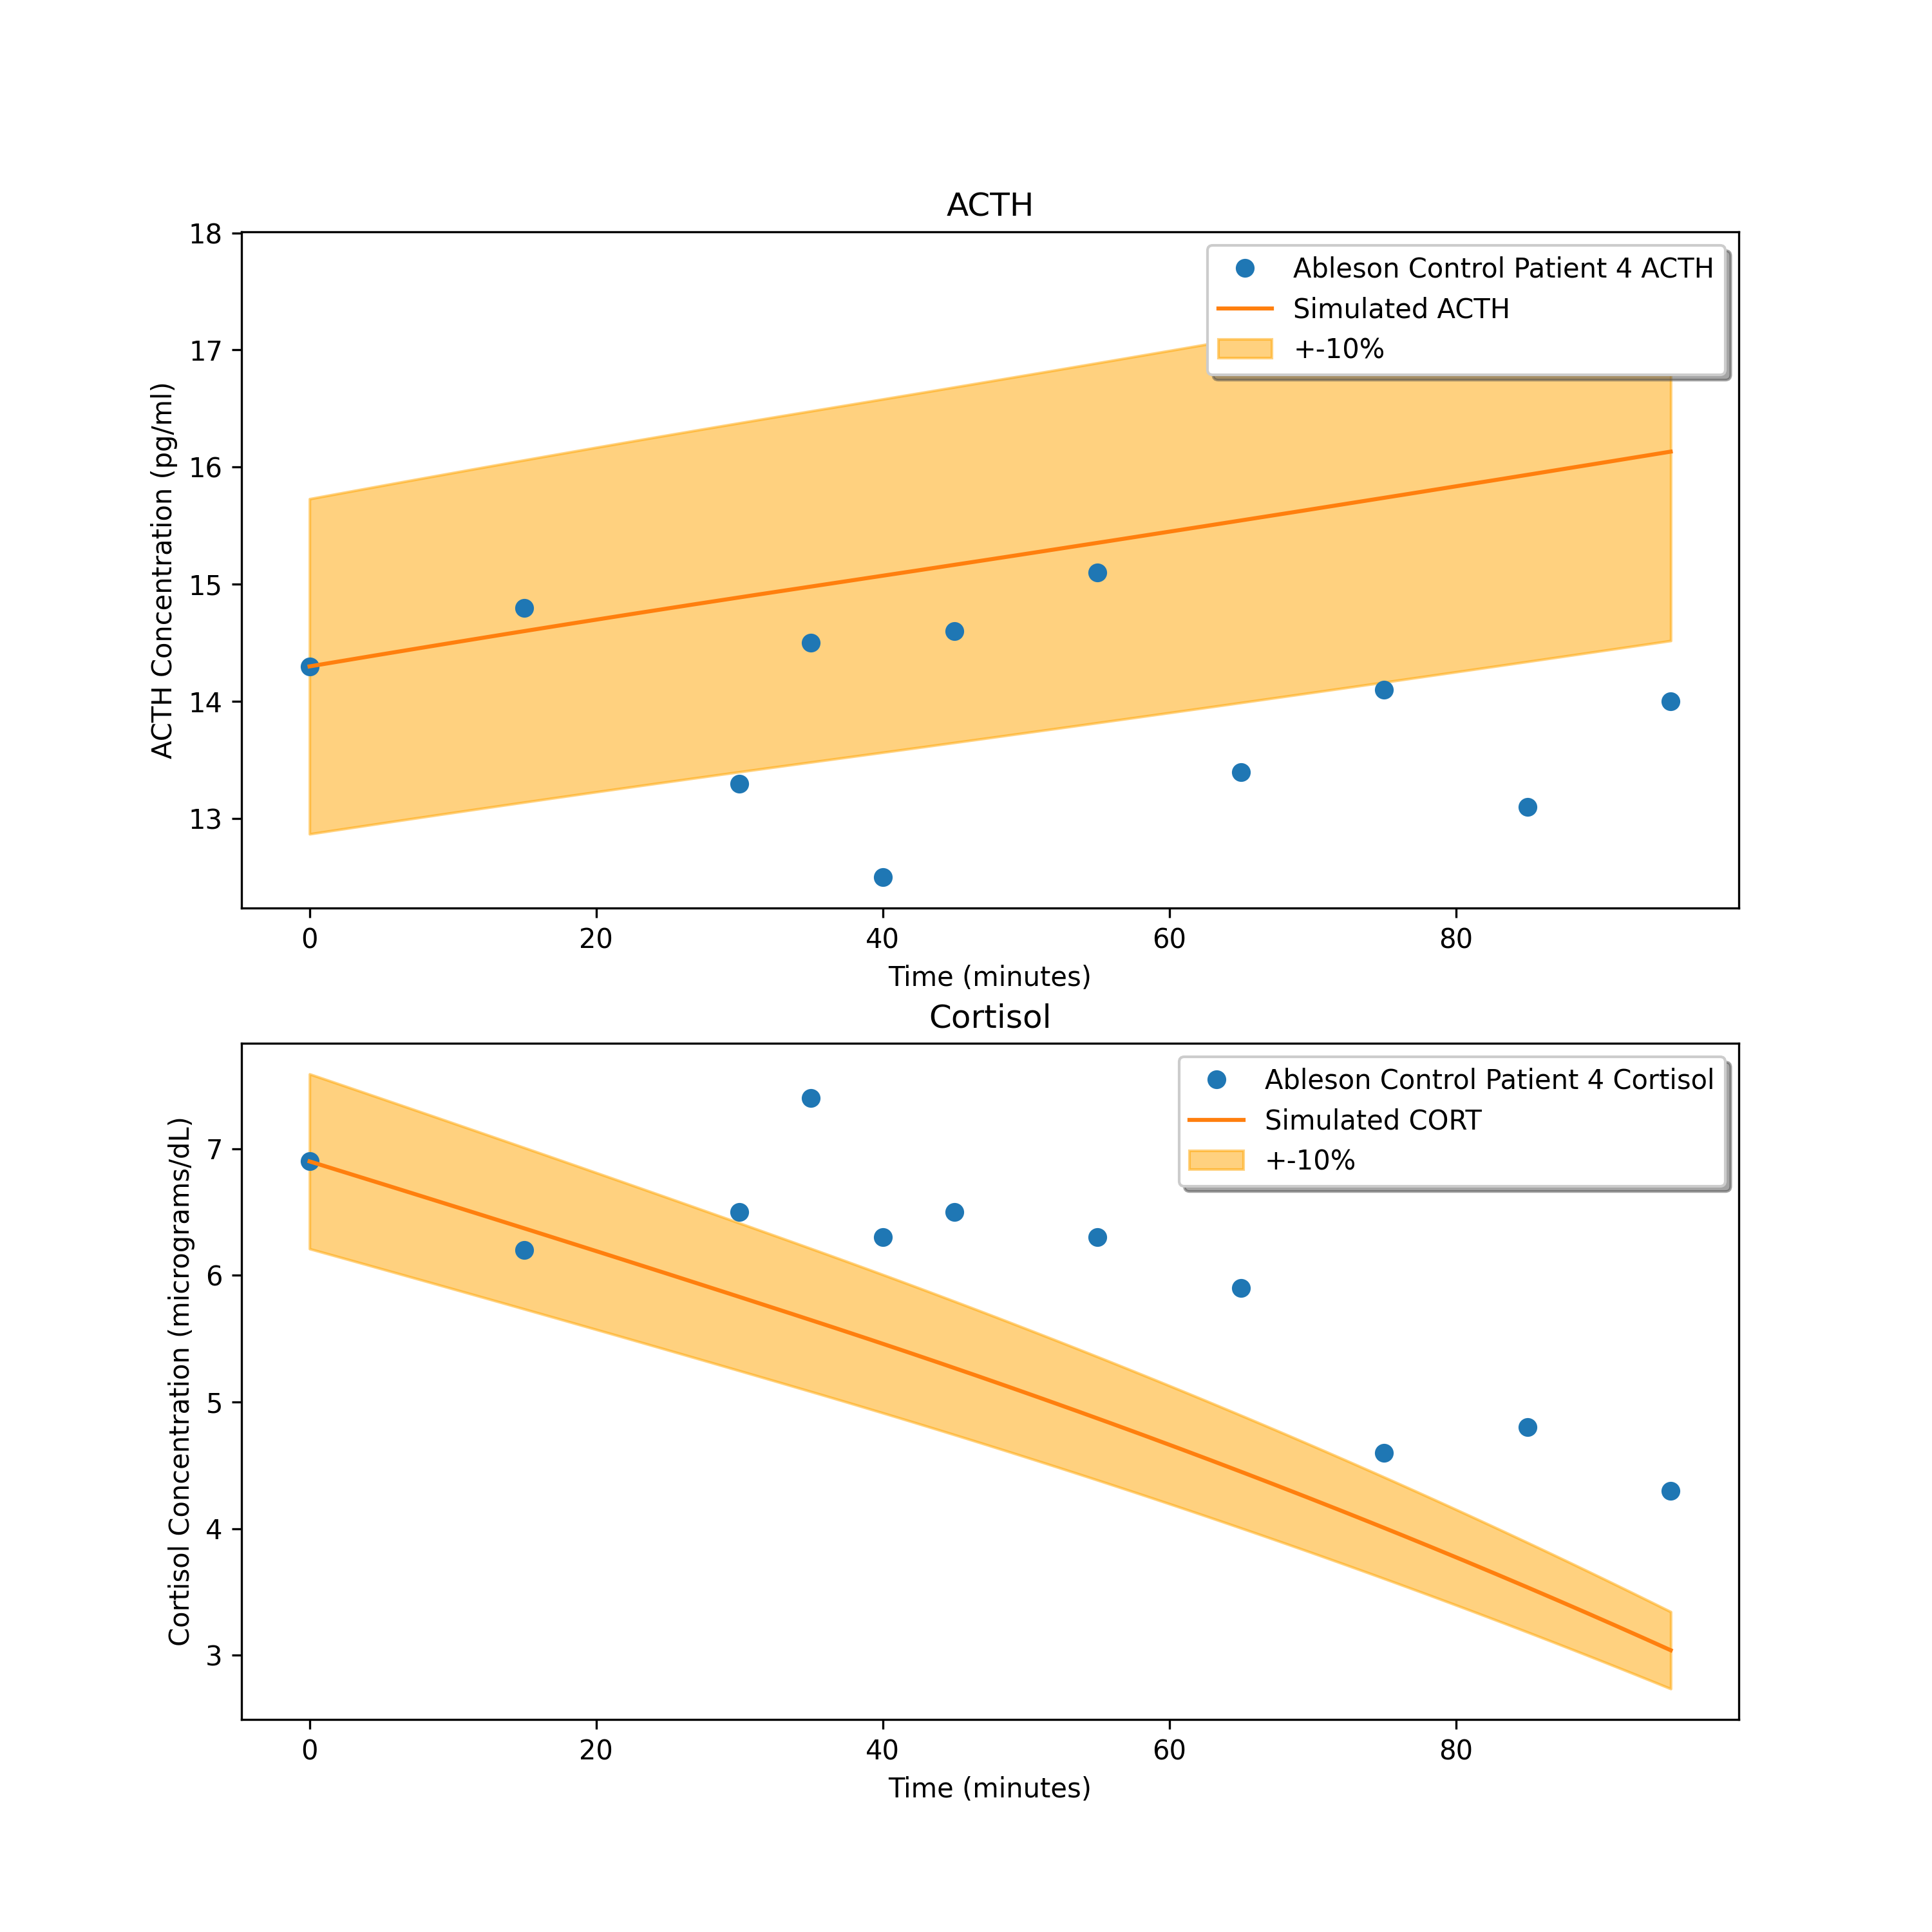 ACTH
18
17
16
15
14
13
ACTH Concentration (pg/ml)
Ableson Control Patient 4 ACTH
Simulated ACTH
+-10%
0 20 40 60 80
Time (minutes)
Cortisol
7
6
5
4
3
Cortisol Concentration (micrograms/dL)
Ableson Control Patient 4 Cortisol
Simulated CORT
+-10%
0 20 40 60 80
Time (minutes)